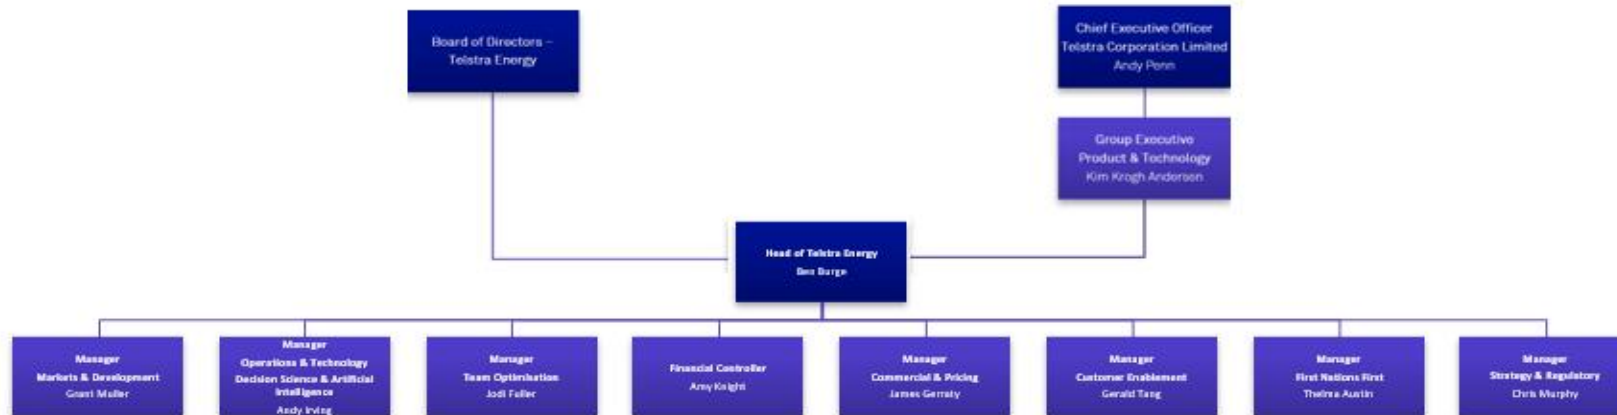 Board of Directors –
Telstra Energy
Chief Executive Officer
Telstra Corporation Limited
Andy Penn
Group Executive
Product & Technology
Kim Krogh Andersen
Head of Telstra Energy
Ben Burge
Manager
Markets & Development
Grant Muller
Manager
Operations & Technology
Decision Science & Artificial
Intelligence
Andy Irving
Manager
Team Optimisation
Jodi Fuller
Financial Controller
Amy Knight
Manager
Commercial & Pricing
James Gerraty
Manager
Customer Enablement
Gerald Tang
Manager
First Nations First
Thelma Austin
Manager
Strategy & Regulatory
Chris Murphy